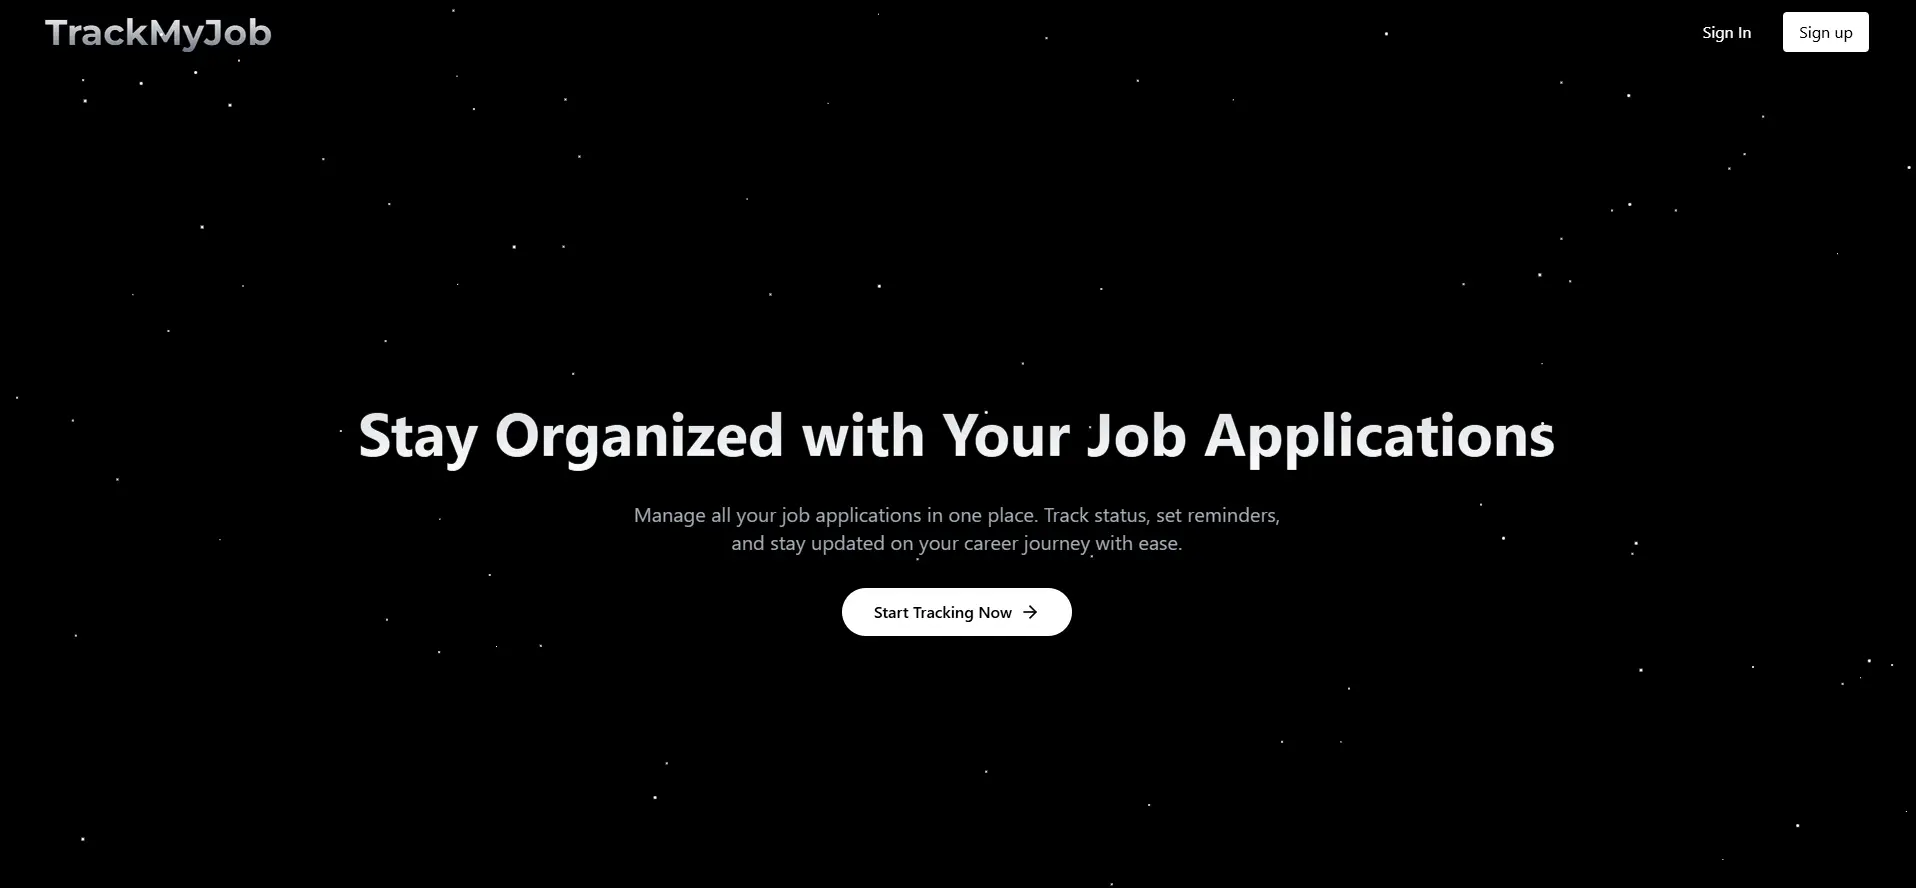 TrackMyJob
Sign In
Sign up
Stay Organized with Your Job Applications
Manage all your job applications in one place. Track status, set reminders,
and stay updated on your career journey with ease.
Start Tracking Now